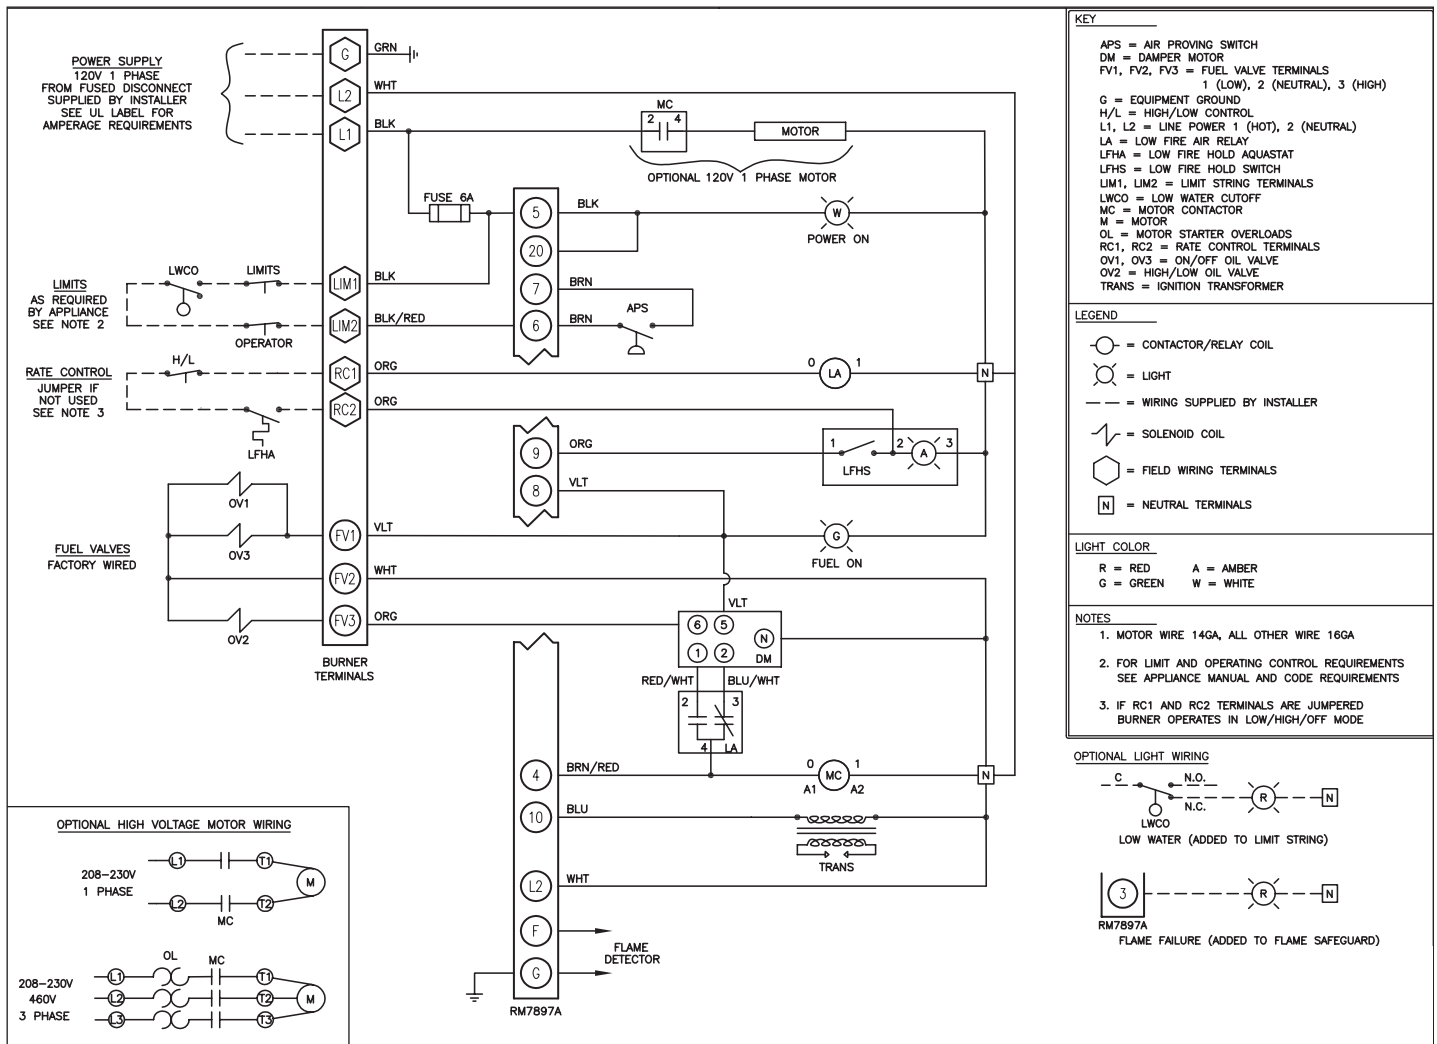 POWER SUPPLY
120V 1 PHASE
FROM FUSED DISCONNECT
SUPPLIED BY INSTALLER
SEE UL LABEL FOR
AMPERAGE REQUIREMENTS
G
GRN
L2
WHT
L1
BLK
MC
2 4
MOTOR
OPTIONAL 120V 1 PHASE MOTOR
FUSE 6A
5
BLK
W
POWER ON
20
LIMITS
AS REQUIRED
BY APPLIANCE
SEE NOTE 2
LWCO
LIMITS
LIM1
BLK
7
BRN
OPERATOR
LIM2
BLK/RED
6
BRN
APS
RATE CONTROL
JUMPER IF
NOT USED
SEE NOTE 3
H/L
RC1
ORG
0
LA
1
N
RC2
ORG
LFHA
9
ORG
1
LFHS
2
A
3
8
VLT
FUEL VALVES
FACTORY WIRED
OV1
OV3
OV2
FV1
VLT
G
FUEL ON
FV2
WHT
FV3
ORG
VLT
6
5
N
1
2
DM
BURNER
TERMINALS
RED/WHT
BLU/WHT
2
3
4
LA
4
BRN/RED
0
MC
1
A1
A2
N
10
BLU
TRANS
L2
WHT
F
FLAME
DETECTOR
G
RM7897A
OPTIONAL HIGH VOLTAGE MOTOR WIRING
208-230V
1 PHASE
L1
T1
M
L2
MC
T2
208-230V
460V
3 PHASE
OL
MC
L1
T1
L2
T2
M
L3
T3
KEY
APS = AIR PROVING SWITCH
DM = DAMPER MOTOR
FV1, FV2, FV3 = FUEL VALVE TERMINALS
1 (LOW), 2 (NEUTRAL), 3 (HIGH)
G = EQUIPMENT GROUND
H/L = HIGH/LOW CONTROL
L1, L2 = LINE POWER 1 (HOT), 2 (NEUTRAL)
LA = LOW FIRE AIR RELAY
LFHA = LOW FIRE HOLD AQUASTAT
LFHS = LOW FIRE HOLD SWITCH
LIM1, LIM2 = LIMIT STRING TERMINALS
LWCO = LOW WATER CUTOFF
MC = MOTOR CONTACTOR
M = MOTOR
OL = MOTOR STARTER OVERLOADS
RC1, RC2 = RATE CONTROL TERMINALS
OV1, OV3 = ON/OFF OIL VALVE
OV2 = HIGH/LOW OIL VALVE
TRANS = IGNITION TRANSFORMER
LEGEND
= CONTACTOR/RELAY COIL
= LIGHT
= WIRING SUPPLIED BY INSTALLER
= SOLENOID COIL
= FIELD WIRING TERMINALS
N = NEUTRAL TERMINALS
LIGHT COLOR
R = RED A = AMBER
G = GREEN W = WHITE
NOTES
1. MOTOR WIRE 14GA, ALL OTHER WIRE 16GA
2. FOR LIMIT AND OPERATING CONTROL REQUIREMENTS
SEE APPLIANCE MANUAL AND CODE REQUIREMENTS
3. IF RC1 AND RC2 TERMINALS ARE JUMPERED
BURNER OPERATES IN LOW/HIGH/OFF MODE
OPTIONAL LIGHT WIRING
C
N.O.
N.C.
R
N
LWCO
LOW WATER (ADDED TO LIMIT STRING)
3
R
N
RM7897A
FLAME FAILURE (ADDED TO FLAME SAFEGUARD)